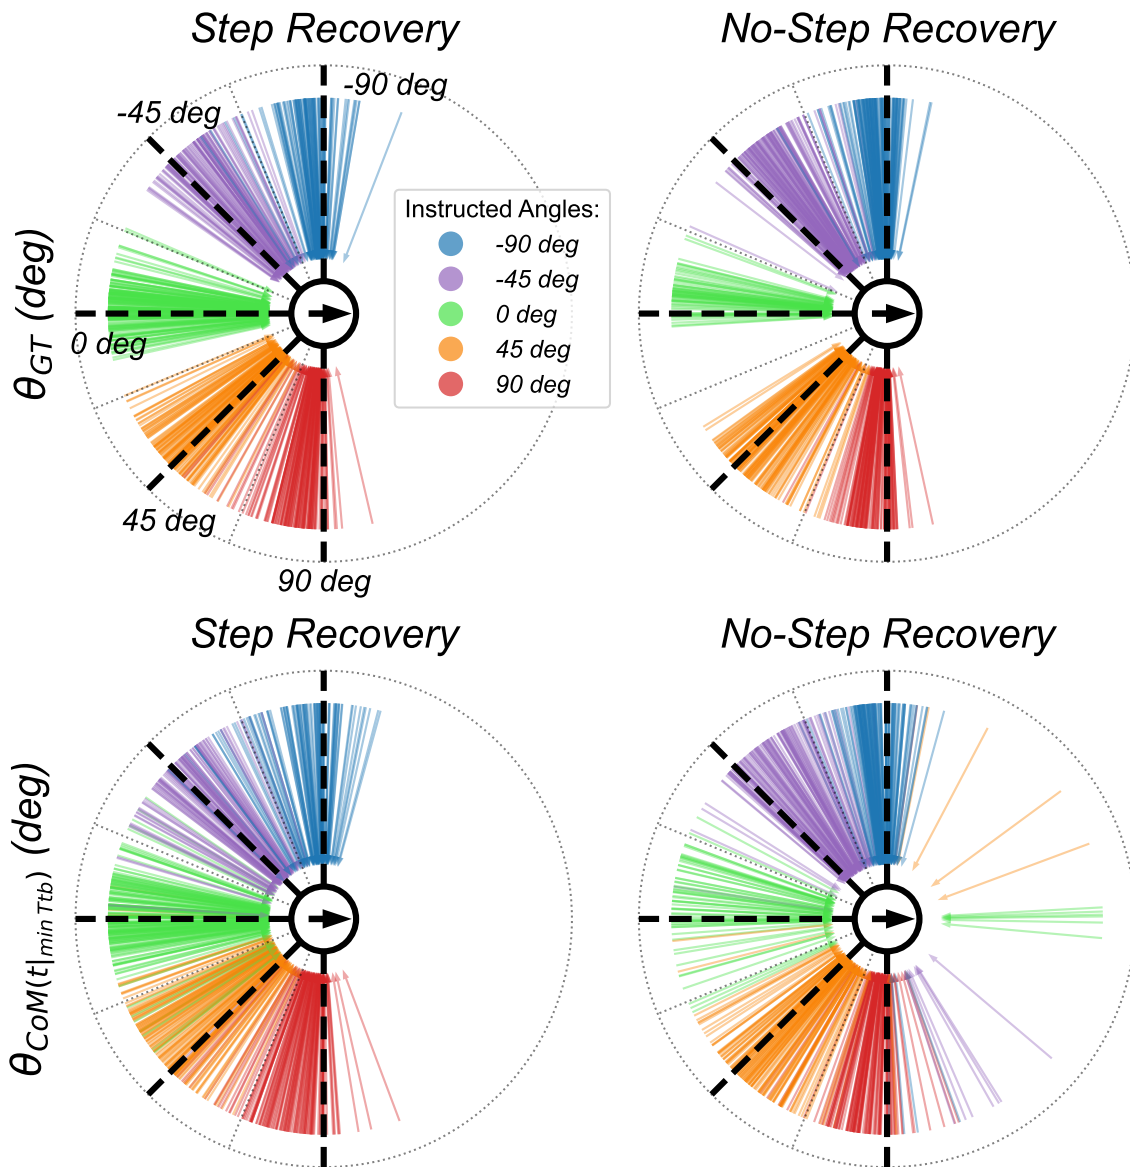 Step Recovery
No-Step Recovery
-90 deg
-45 deg
Instructed Angles:
-90 deg
-45 deg
0 deg
45 deg
90 deg
θGT (deg)
0 deg
45 deg
90 deg
Step Recovery
No-Step Recovery
θCoM(t|min Ttb) (deg)